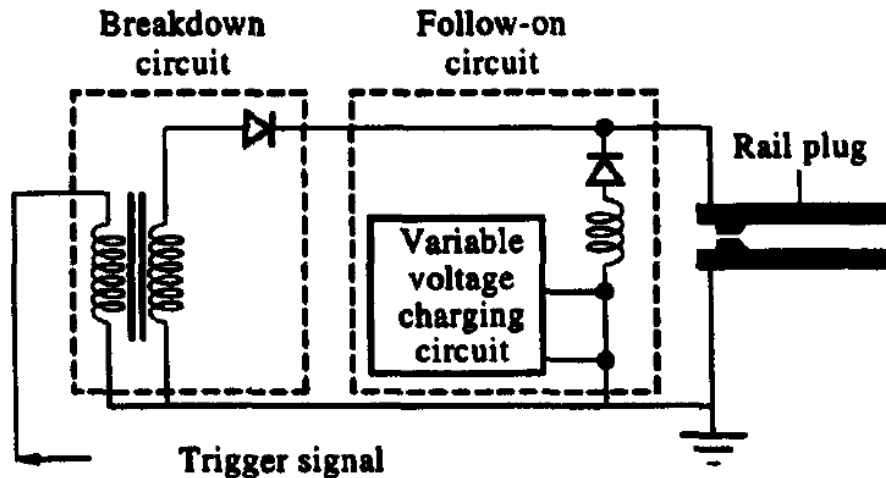 Breakdown
circuit
Follow-on
circuit
Rail plug
Variable
voltage
charging
circuit
Trigger signal